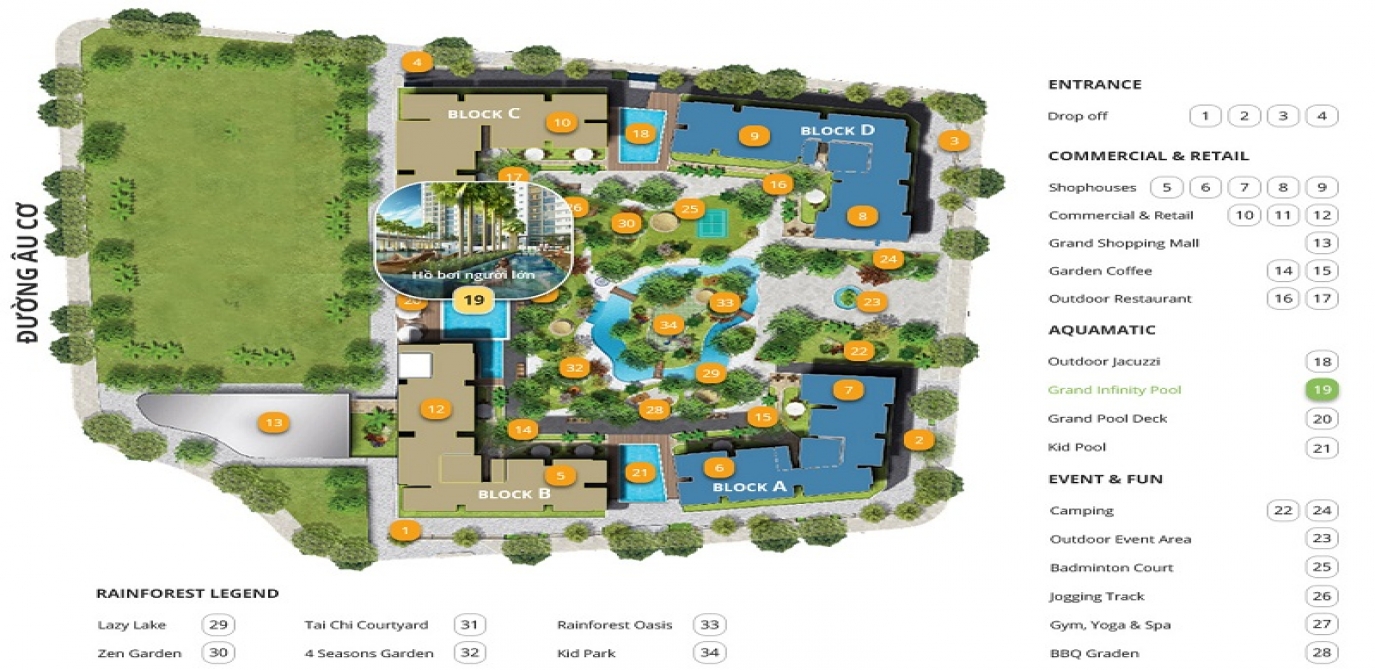 4
BLOCK C
10
18
9
BLOCK D
3
17
16
26
30
25
8
24
Hồ bơi người lớn
20
19
33
23
34
22
32
29
7
12
28
15
13
14
2
5
21
6
BLOCK B
BLOCK A
1
ĐƯỜNG ÂU CƠ
ENTRANCE
Drop off 1 2 3 4
COMMERCIAL & RETAIL
Shophouses 5 6 7 8 9
Commercial & Retail 10 11 12
Grand Shopping Mall 13
Garden Coffee 14 15
Outdoor Restaurant 16 17
AQUAMATIC
Outdoor Jacuzzi 18
Grand Infinity Pool 19
Grand Pool Deck 20
Kid Pool 21
EVENT & FUN
Camping 22 24
Outdoor Event Area 23
Badminton Court 25
Jogging Track 26
Gym, Yoga & Spa 27
BBQ Graden 28
RAINFOREST LEGEND
Lazy Lake 29 Tai Chi Courtyard 31 Rainforest Oasis 33
Zen Garden 30 4 Seasons Garden 32 Kid Park 34